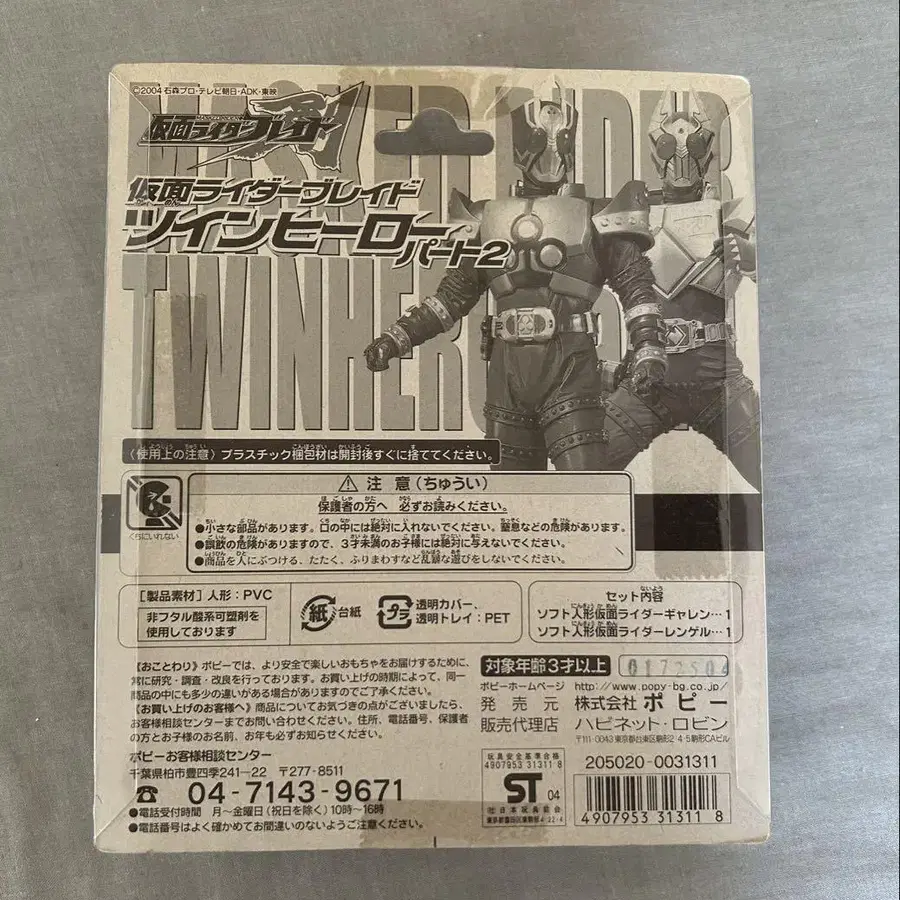 ©2004 石森プロ・テレビ朝日・ADK・東映
MASKED RIDER
仮面ライダーブレイド
仮面ライダーブレイド
ツインヒーローパート2
TWINHERO
〈使用上の注意〉プラスチック梱包材は開封後すぐに捨ててください。
⚠ 注意(ちゅうい)
保護者の方へ 必ずお読みください。
●小さな部品があります。口の中には絶対に入れないでください。窒息などの危険があります。
●誤飲の危険がありますので、3才未満のお子様には絶対に与えないでください。
●商品を人にぶつける、たたく、ふりまわすなど乱暴な遊びをしないでください。
くちにいれない
[製品素材] 人形:PVC
非フタル酸系可塑剤を
使用しております
紙 台紙
プラ 透明カバー、
透明トレイ:PET
セット内容
ソフト人形仮面ライダーギャレン…1
ソフト人形仮面ライダーレンゲル…1
《おことわり》ポピーでは、より安全で楽しいおもちゃをお届けするために、
常に研究・調査・改良を行っております。お買い上げの時期によって、同一
商品の中にも多少の違いがある場合がありますのでご了承ください。
《お買い上げのお客様へ》商品についてお気づきの点がございましたら、
お客様相談センターまでお問い合わせください。住所、電話番号、保護者
の方とお子様のお名前、お年も必ずお知らせください。
ポピーお客様相談センター
千葉県柏市豊四季241-22 〒277-8511
☎ 04-7143-9671
●電話受付時間 月〜金曜日(祝日を除く)10時〜16時
●電話番号はよく確かめてお間違いのないようご注意ください。
対象年齢3才以上
0172504
ポピーホームページ http://www.popy-bg.co.jp/
発売元 株式会社ポピー
販売代理店 ハピネット・ロビン
〒111-0043 東京都台東区駒形2-4-5駒形CAビル
玩具安全基準合格
4907953 31311 8
ST 04
社)日本玩具協会
205020-0031311
4907953 313118